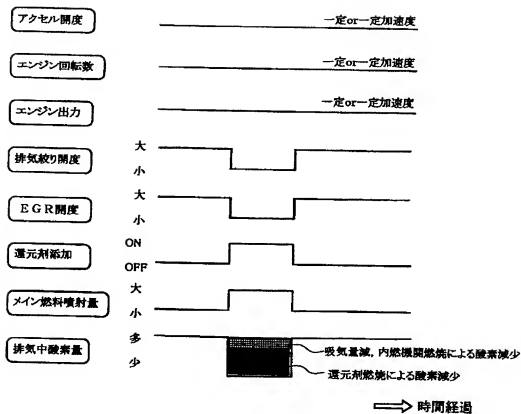 アクセル開度
一定or一定加速度
エンジン回転数
一定or一定加速度
エンジン出力
一定or一定加速度
排気絞り開度
大
小
EGR開度
大
小
還元剤添加
ON
OFF
メイン燃料噴射量
大
小
排気中酸素量
多
少
吸気量減，内燃機関燃焼による酸素減少
還元剤燃焼による酸素減少
時間経過